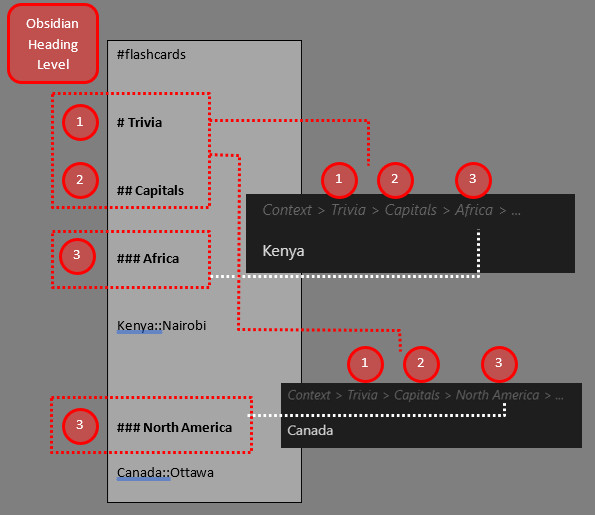 Obsidian
Heading
Level
#flashcards
1
# Trivia
2
## Capitals
3
### Africa
Kenya::Nairobi
3
### North America
Canada::Ottawa
1 2 3
Context > Trivia > Capitals > Africa > ...
Kenya
1 2 3
Context > Trivia > Capitals > North America > ...
Canada